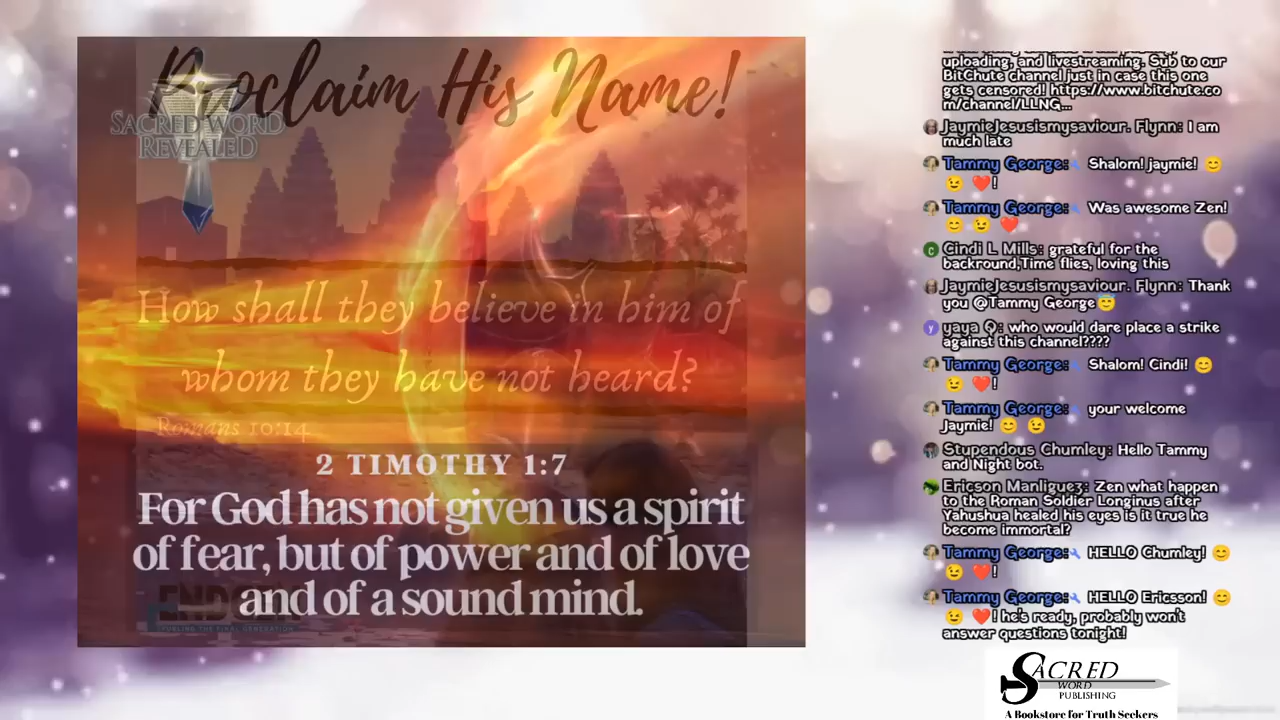 Proclaim His Name!
SACRED WORD
REVEALED
How shall they believe in him of
whom they have not heard?
Romans 10:14
2 TIMOTHY 1:7
For God has not given us a spirit
of fear, but of power and of love
and of a sound mind.
FUELING THE FINAL GENERATION
uploading, and livestreaming. Sub to our
BitChute channel just in case this one
gets censored! https://www.bitchute.co
m/channel/LLNG...
JaymieJesusismysaviour. Flynn: I am
much late
Tammy George: Shalom! jaymie! 😊
😉 ❤️!
Tammy George: Was awesome Zen!
😊 😉 ❤️
C Cindi L Mills: grateful for the
backround,Time flies, loving this
JaymieJesusismysaviour. Flynn: Thank
you @Tammy George😇
y yaya Q: who would dare place a strike
against this channel????
Tammy George: Shalom! Cindi! 😊
😉 ❤️!
Tammy George: your welcome
Jaymie! 😊 😉
Stupendous Chumley: Hello Tammy
and Night bot.
Ericson Manliguez: Zen what happen
to the Roman Soldier Longinus after
Yahushua healed his eyes is it true he
become immortal?
Tammy George: HELLO Chumley! 😊
😉 ❤️!
Tammy George: HELLO Ericsson! 😊
😉 ❤️! he's ready, probably won't
answer questions tonight!
SACRED
WORD
PUBLISHING
A Bookstore for Truth Seekers